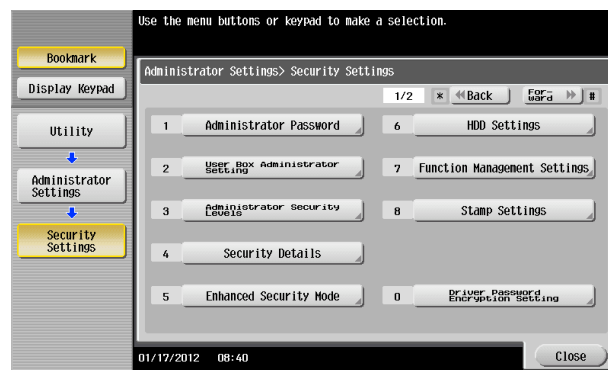 Use the menu buttons or keypad to make a selection.
Bookmark
Display Keypad
Utility
Administrator
Settings
Security
Settings
Administrator Settings> Security Settings
1/2 * Back For-
ward #
1 Administrator Password
2 User Box Administrator
Setting
3 Administrator Security
Levels
4 Security Details
5 Enhanced Security Mode
6 HDD Settings
7 Function Management Settings
8 Stamp Settings
0 Driver Password
Encryption Setting
01/17/2012 08:40
Close